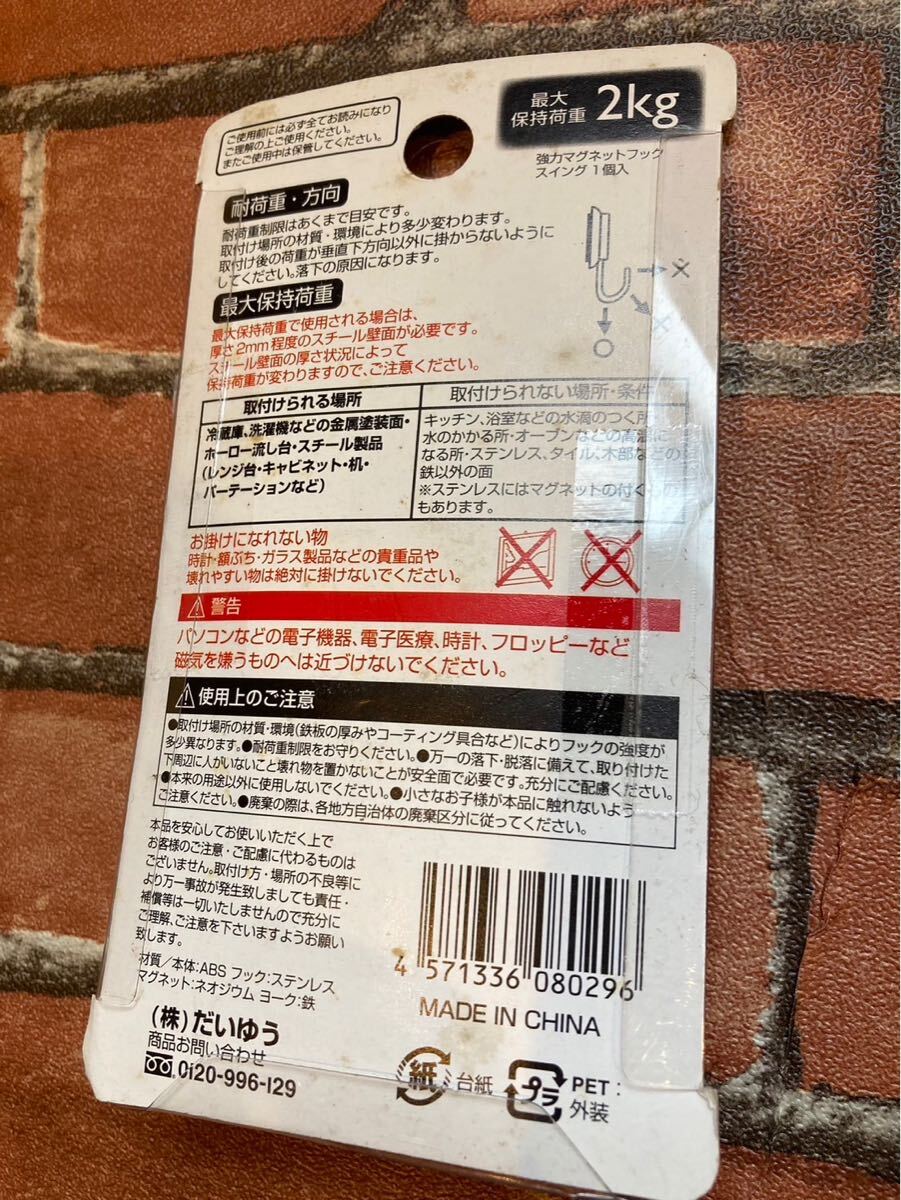 ご使用前には必ず全てお読みになり
ご理解の上ご使用ください。
またご使用中は保管してください。
最大
保持荷重 2kg
強力マグネットフック
スイング 1個入
耐荷重・方向
耐荷重制限はあくまで目安です。
取付け場所の材質・環境により多少変わります。
取付け後の荷重が垂直下方向以外に掛からないように
してください。落下の原因になります。
最大保持荷重
最大保持荷重で使用される場合は、
厚さ2mm程度のスチール壁面が必要です。
スチール壁面の厚さ状況によって
保持荷重が変わりますので、ご注意ください。
取付けられる場所
冷蔵庫、洗濯機などの金属塗装面・
ホーロー流し台・スチール製品
(レンジ台・キャビネット・机・
パーテーションなど)
取付けられない場所・条件
キッチン、浴室などの水滴のつく所・
水のかかる所・オーブンなどの高温に
なる所・ステンレス、タイル、木部などの
鉄以外の面
※ステンレスにはマグネットの付くもの
もあります。
お掛けになれない物
時計・額ぶち・ガラス製品などの貴重品や
壊れやすい物は絶対に掛けないでください。
警告
パソコンなどの電子機器、電子医療、時計、フロッピーなど
磁気を嫌うものへは近づけないでください。
使用上のご注意
●取付け場所の材質・環境(鉄板の厚みやコーティング具合など)によりフックの強度が
多少異なります。●耐荷重制限をお守りください。●万一の落下・脱落に備えて、取り付けた
下周辺に人がいないこと壊れ物を置かないことが安全面で必要です。充分にご配慮ください。
●本来の用途以外に使用しないでください。●小さなお子様が本品に触れないよう
ご注意ください。●廃棄の際は、各地方自治体の廃棄区分に従ってください。
本品を安心してお使いいただく上で
お客様のご注意・ご配慮に代わるものは
ございません。取付け方・場所の不良等に
より万一事故が発生致しましても責任・
補償等は一切いたしませんので充分に
ご理解、ご注意を下さいますようお願い
致します。
材質/本体:ABS フック:ステンレス
マグネット:ネオジウム ヨーク:鉄
(株)だいゆう
商品お問い合わせ
0120-996-129
4 571336 080296
MADE IN CHINA
紙 台紙
プラ PET:
外装